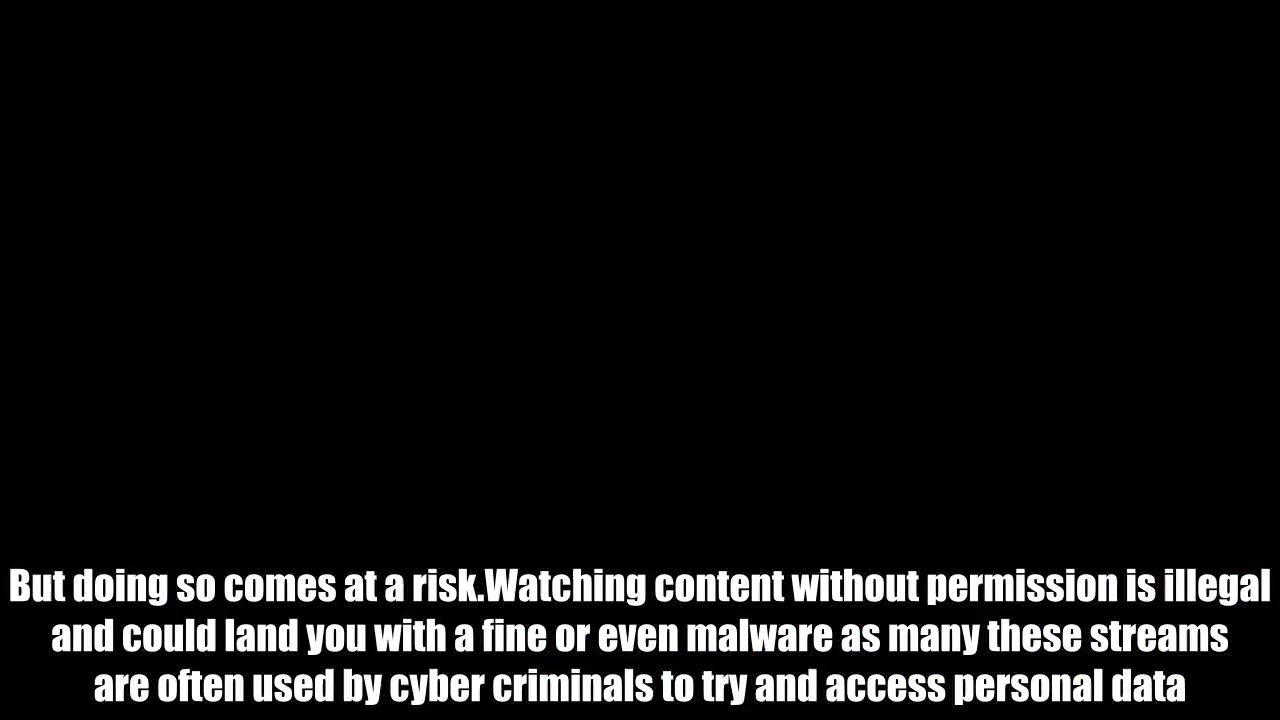 But doing so comes at a risk.Watching content without permission is illegal
and could land you with a fine or even malware as many these streams
are often used by cyber criminals to try and access personal data